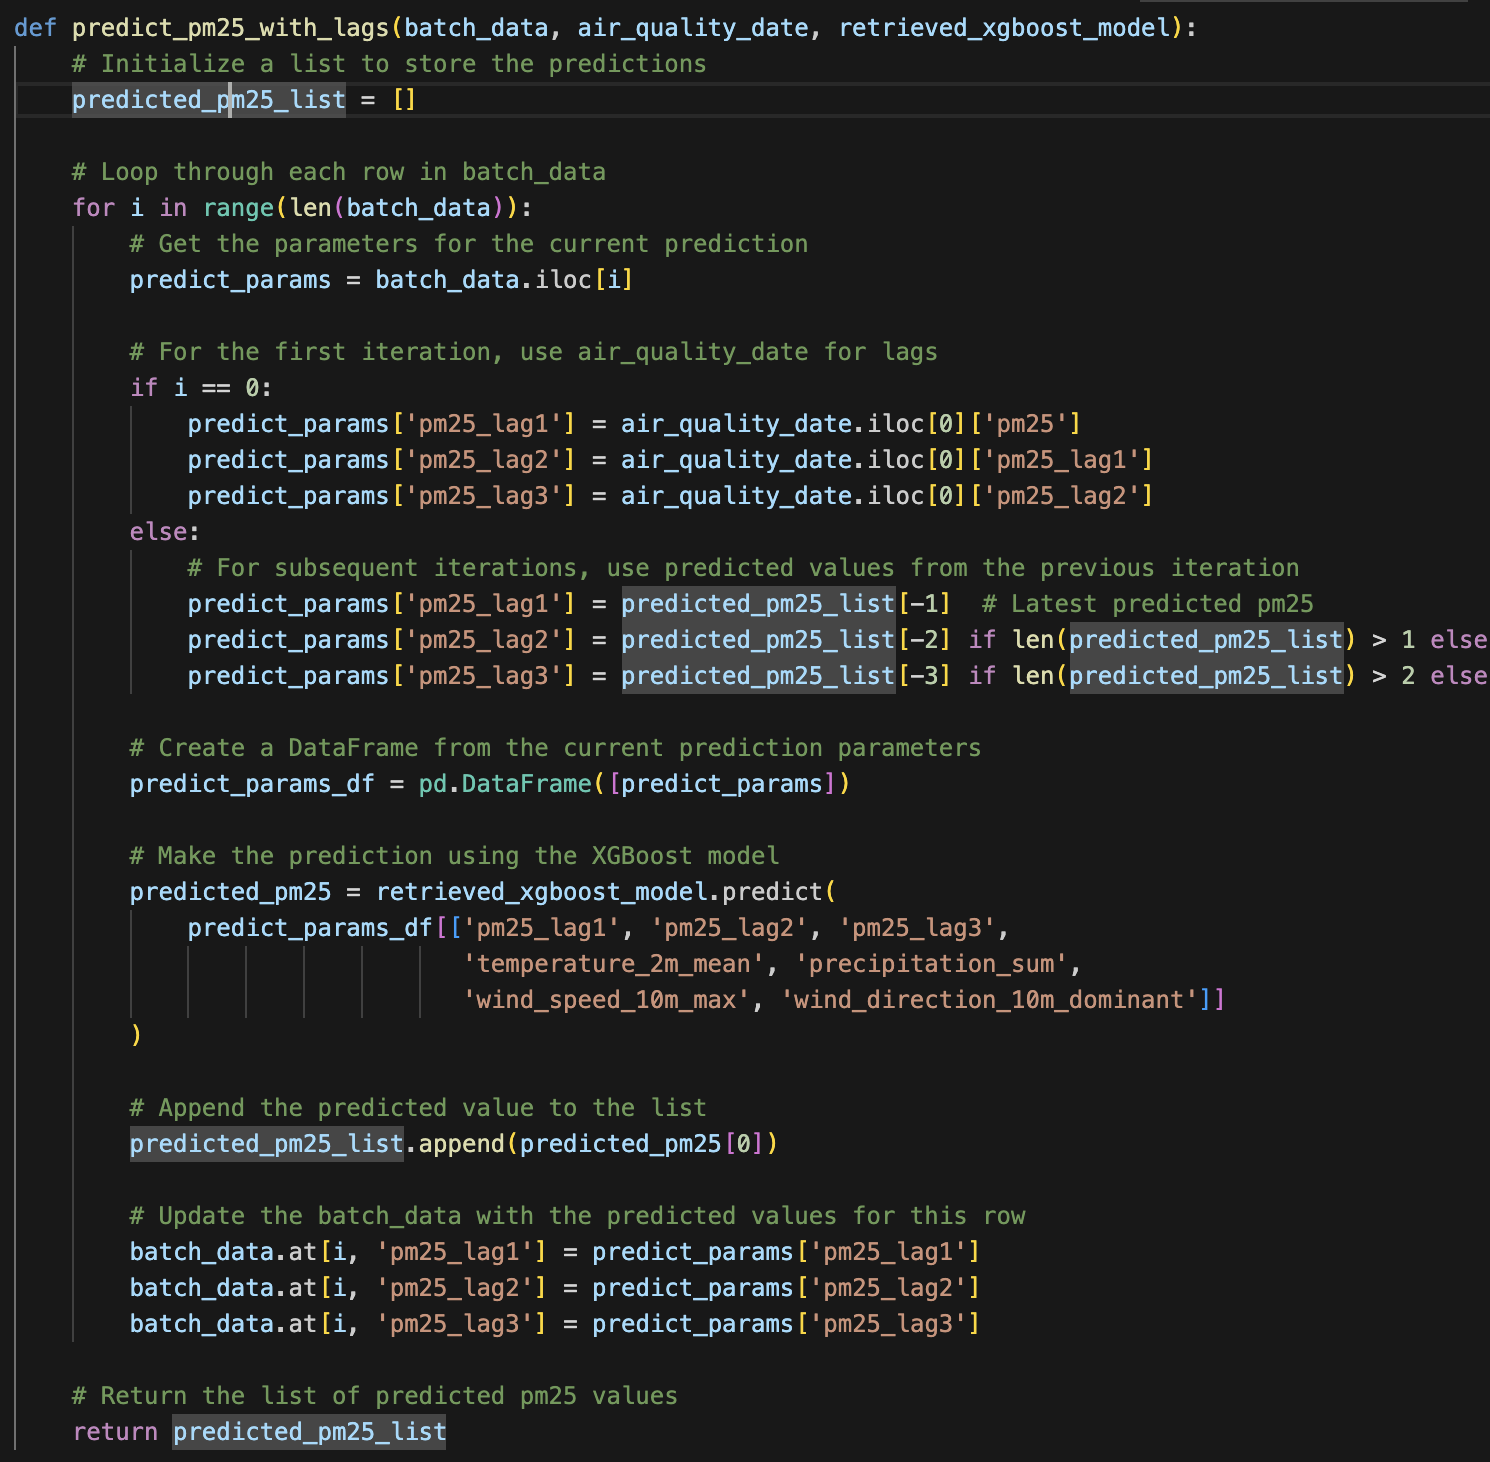 def predict_pm25_with_lags(batch_data, air_quality_date, retrieved_xgboost_model):
    # Initialize a list to store the predictions
    predicted_pm25_list = []

    # Loop through each row in batch_data
    for i in range(len(batch_data)):
        # Get the parameters for the current prediction
        predict_params = batch_data.iloc[i]

        # For the first iteration, use air_quality_date for lags
        if i == 0:
            predict_params['pm25_lag1'] = air_quality_date.iloc[0]['pm25']
            predict_params['pm25_lag2'] = air_quality_date.iloc[0]['pm25_lag1']
            predict_params['pm25_lag3'] = air_quality_date.iloc[0]['pm25_lag2']
        else:
            # For subsequent iterations, use predicted values from the previous iteration
            predict_params['pm25_lag1'] = predicted_pm25_list[-1]  # Latest predicted pm25
            predict_params['pm25_lag2'] = predicted_pm25_list[-2] if len(predicted_pm25_list) > 1 else
            predict_params['pm25_lag3'] = predicted_pm25_list[-3] if len(predicted_pm25_list) > 2 else

        # Create a DataFrame from the current prediction parameters
        predict_params_df = pd.DataFrame([predict_params])

        # Make the prediction using the XGBoost model
        predicted_pm25 = retrieved_xgboost_model.predict(
            predict_params_df[['pm25_lag1', 'pm25_lag2', 'pm25_lag3',
                               'temperature_2m_mean', 'precipitation_sum',
                               'wind_speed_10m_max', 'wind_direction_10m_dominant']]
        )

        # Append the predicted value to the list
        predicted_pm25_list.append(predicted_pm25[0])

        # Update the batch_data with the predicted values for this row
        batch_data.at[i, 'pm25_lag1'] = predict_params['pm25_lag1']
        batch_data.at[i, 'pm25_lag2'] = predict_params['pm25_lag2']
        batch_data.at[i, 'pm25_lag3'] = predict_params['pm25_lag3']

    # Return the list of predicted pm25 values
    return predicted_pm25_list